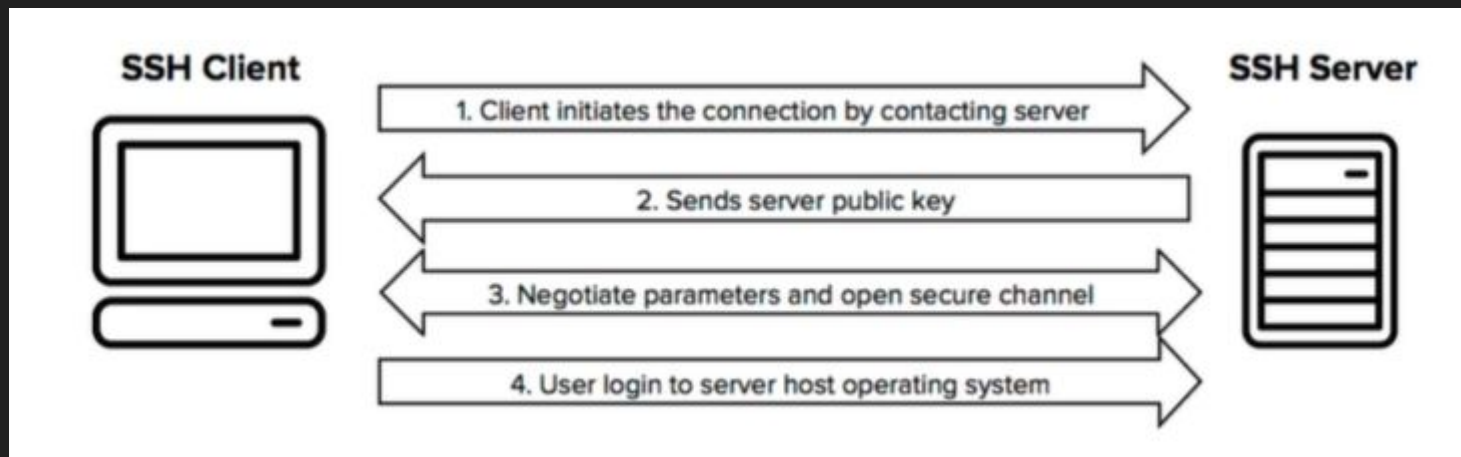 SSH Client
SSH Server
1. Client initiates the connection by contacting server
2. Sends server public key
3. Negotiate parameters and open secure channel
4. User login to server host operating system